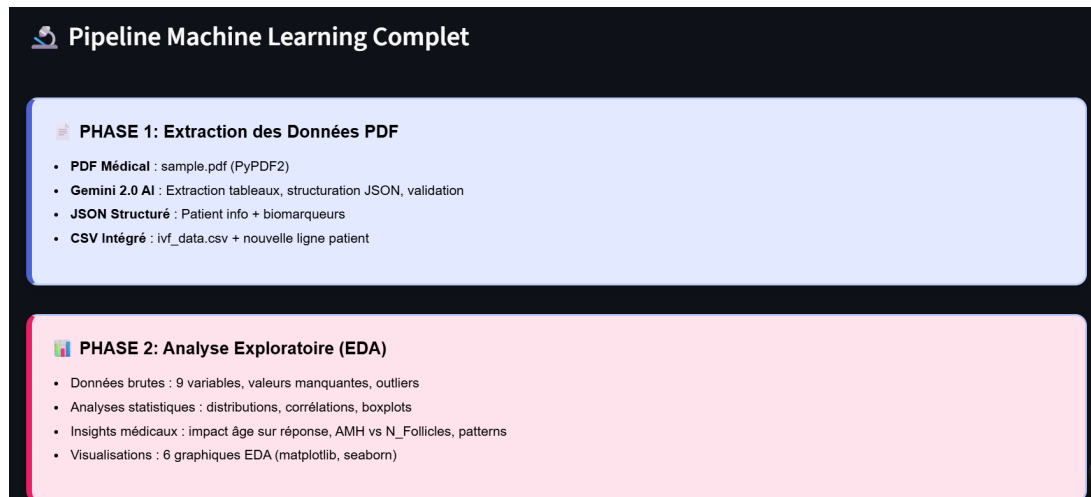 Pipeline Machine Learning Complet
PHASE 1: Extraction des Données PDF
• PDF Médical : sample.pdf (PyPDF2)
• Gemini 2.0 AI : Extraction tableaux, structuration JSON, validation
• JSON Structuré : Patient info + biomarqueurs
• CSV Intégré : ivf_data.csv + nouvelle ligne patient
PHASE 2: Analyse Exploratoire (EDA)
• Données brutes : 9 variables, valeurs manquantes, outliers
• Analyses statistiques : distributions, corrélations, boxplots
• Insights médicaux : impact âge sur réponse, AMH vs N_Follicles, patterns
• Visualisations : 6 graphiques EDA (matplotlib, seaborn)